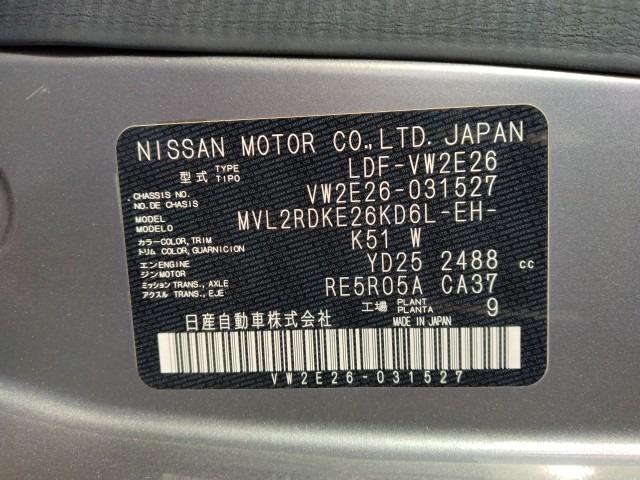 NISSAN MOTOR CO., LTD. JAPAN
型式 TYPE TIPO LDF-VW2E26
CHASSIS NO. NO.DE CHASIS VW2E26-031527
MODEL MODELO MVL2RDKE26KD6L-EH-
カラー COLOR, TRIM トリム COLOR, GUARNICION K51 W
エンジン ENGINE MOTOR YD25 2488 cc
ミッション TRANS., AXLE アクスル TRANS., EJE RE5R05A CA37
工場 PLANT PLANTA 9
日産自動車株式会社 MADE IN JAPAN
VW2E26-031527